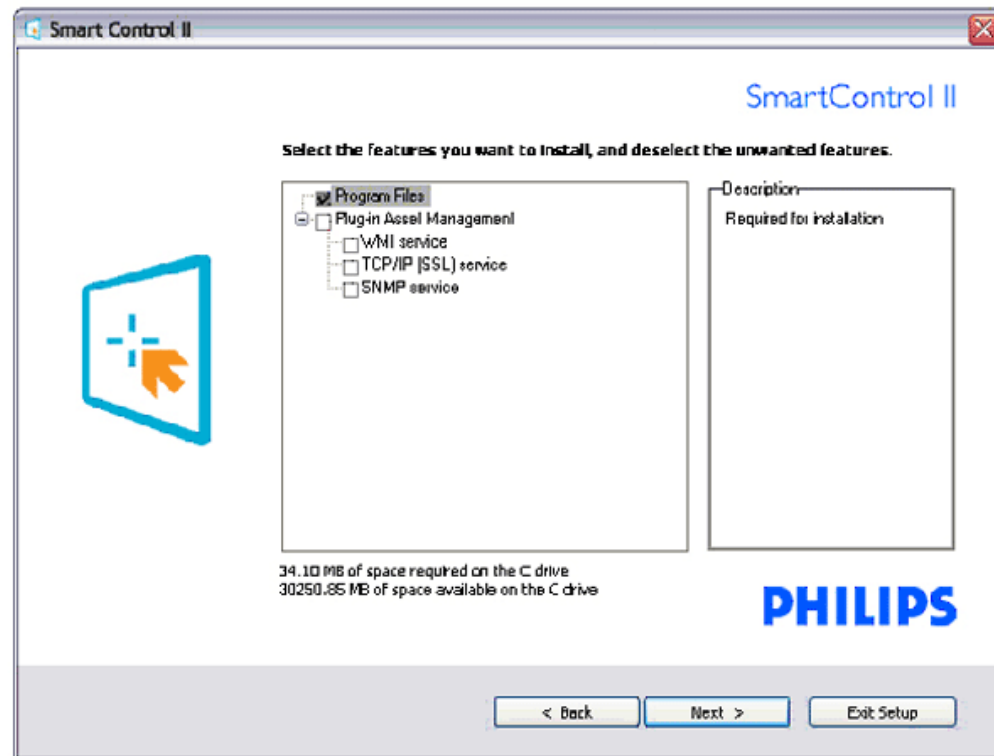 Smart Control II
SmartControl II
Select the features you want to install, and deselect the unwanted features.
Program Files
Plug-in Asset Management
WMI service
TCP/IP (SSL) service
SNMP service
Description
Required for installation
34.10 MB of space required on the C drive
30250.85 MB of space available on the C drive
PHILIPS
< Back
Next >
Exit Setup